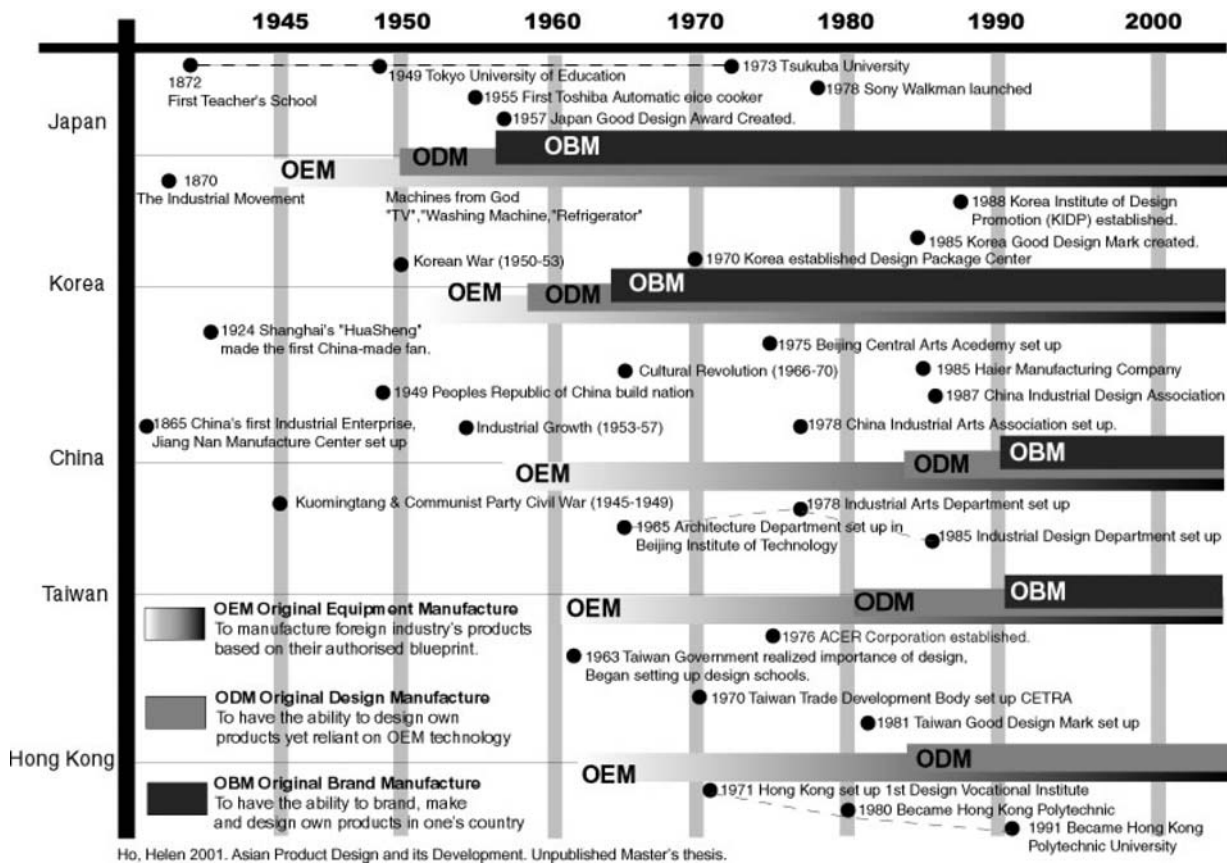 1945 1950 1960 1970 1980 1990 2000
1872
First Teacher's School
1949 Tokyo University of Education
1973 Tsukuba University
1978 Sony Walkman launched
1955 First Toshiba Automatic eice cooker
1957 Japan Good Design Award Created.
Japan
OBM
ODM
OEM
1870
The Industrial Movement
Machines from God
"TV","Washing Machine,"Refrigerator"
1988 Korea Institute of Design
Promotion (KIDP) established.
1985 Korea Good Design Mark created.
Korean War (1950-53)
1970 Korea established Design Package Center
Korea
OBM
ODM
OEM
1924 Shanghai's "HuaSheng"
made the first China-made fan.
1975 Beijing Central Arts Acedemy set up
Cultural Revolution (1966-70)
1985 Haier Manufacturing Company
1949 Peoples Republic of China build nation
1987 China Industrial Design Association
1865 China's first Industrial Enterprise,
Jiang Nan Manufacture Center set up
Industrial Growth (1953-57)
1978 China Industrial Arts Association set up.
China
OBM
ODM
OEM
Kuomingtang & Communist Party Civil War (1945-1949)
1978 Industrial Arts Department set up
1965 Architecture Department set up in
Beijing Institute of Technology
1985 Industrial Design Department set up
Taiwan
OBM
ODM
OEM
OEM Original Equipment Manufacture
To manufacture foreign industry's products
based on their authorised blueprint.
1976 ACER Corporation established.
1963 Taiwan Government realized importance of design,
Began setting up design schools.
ODM Original Design Manufacture
To have the ability to design own
products yet reliant on OEM technology
1970 Taiwan Trade Development Body set up CETRA
1981 Taiwan Good Design Mark set up
Hong Kong
ODM
OEM
OBM Original Brand Manufacture
To have the ability to brand, make
and design own products in one's country
1971 Hong Kong set up 1st Design Vocational Institute
1980 Became Hong Kong Polytechnic
1991 Became Hong Kong
Polytechnic University
Ho, Helen 2001. Asian Product Design and its Development. Unpublished Master's thesis.